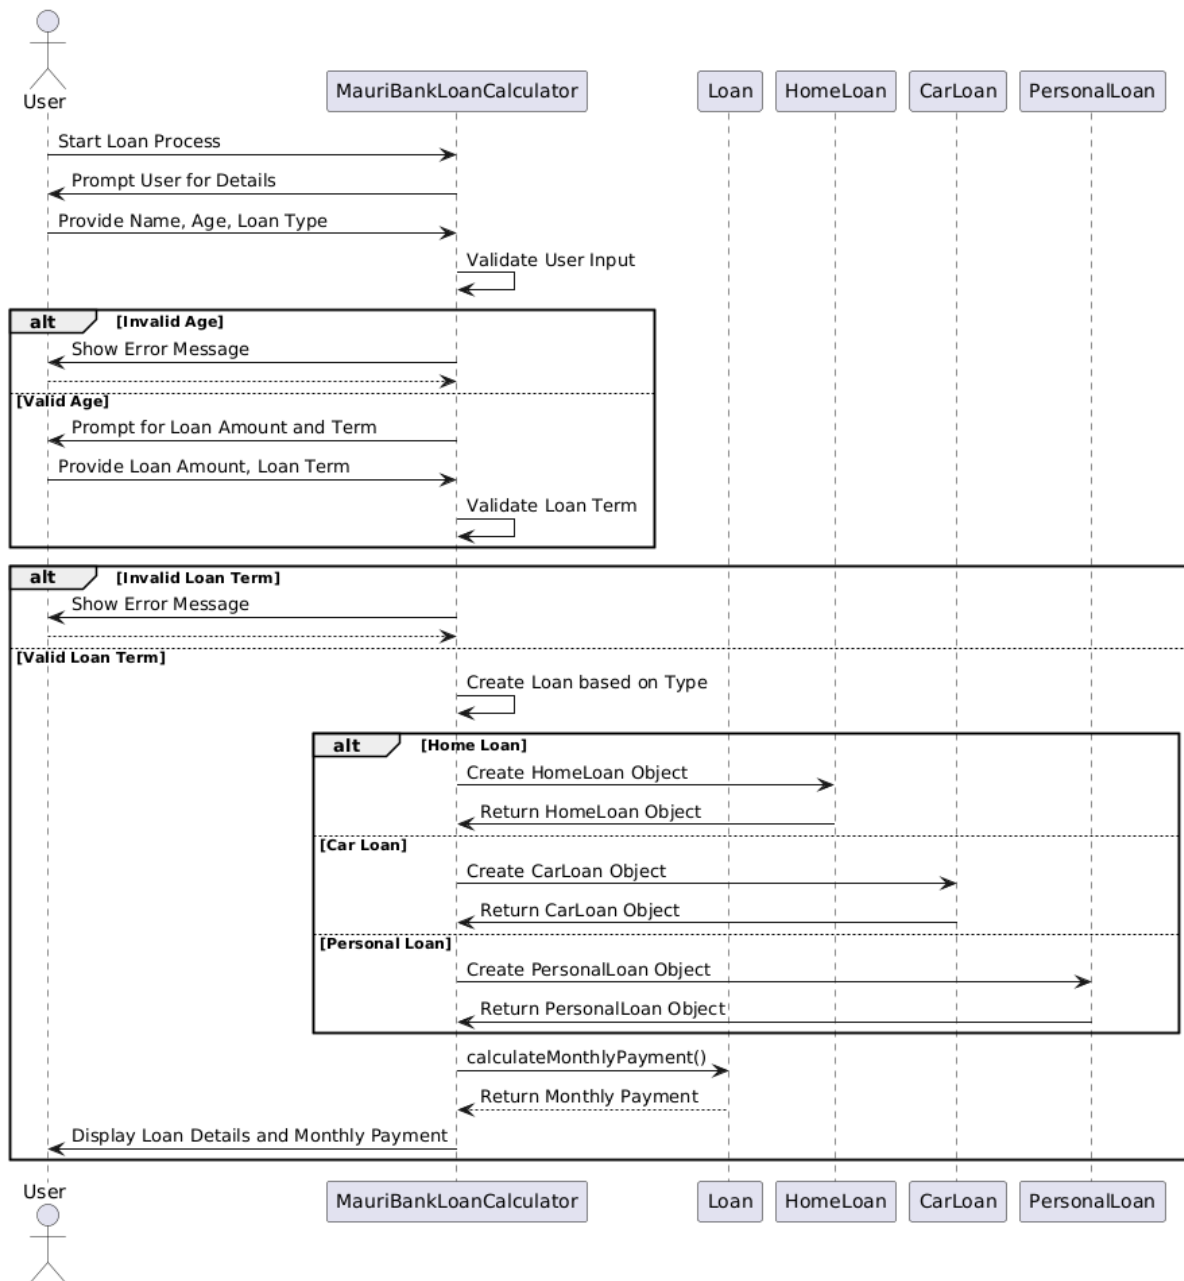 User
MauriBankLoanCalculator
Loan
HomeLoan
CarLoan
PersonalLoan
Start Loan Process
Prompt User for Details
Provide Name, Age, Loan Type
Validate User Input
alt
[Invalid Age]
Show Error Message
[Valid Age]
Prompt for Loan Amount and Term
Provide Loan Amount, Loan Term
Validate Loan Term
alt
[Invalid Loan Term]
Show Error Message
[Valid Loan Term]
Create Loan based on Type
alt
[Home Loan]
Create HomeLoan Object
Return HomeLoan Object
[Car Loan]
Create CarLoan Object
Return CarLoan Object
[Personal Loan]
Create PersonalLoan Object
Return PersonalLoan Object
calculateMonthlyPayment()
Return Monthly Payment
Display Loan Details and Monthly Payment
User
MauriBankLoanCalculator
Loan
HomeLoan
CarLoan
PersonalLoan